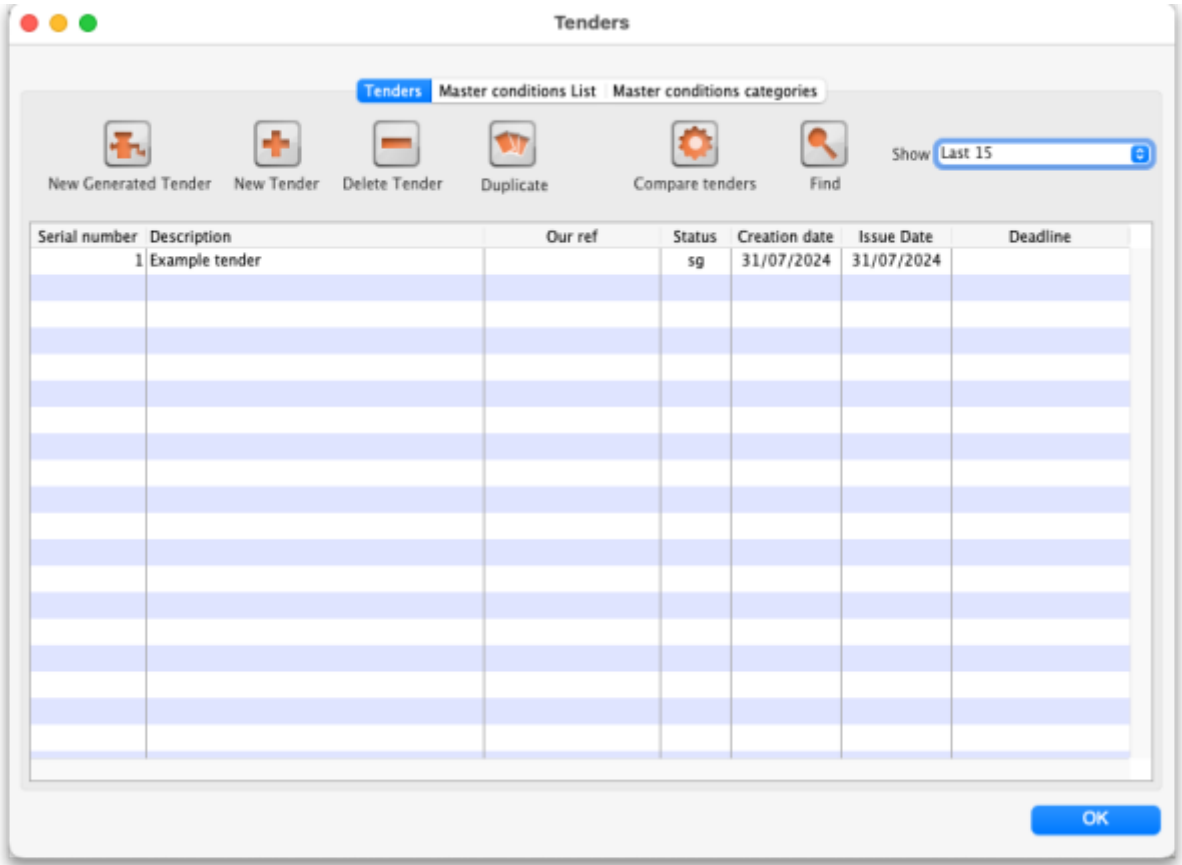 Tenders
Tenders Master conditions List Master conditions categories
New Generated Tender New Tender Delete Tender Duplicate Compare tenders Find Show Last 15
Serial number Description Our ref Status Creation date Issue Date Deadline
1 Example tender sg 31/07/2024 31/07/2024
OK